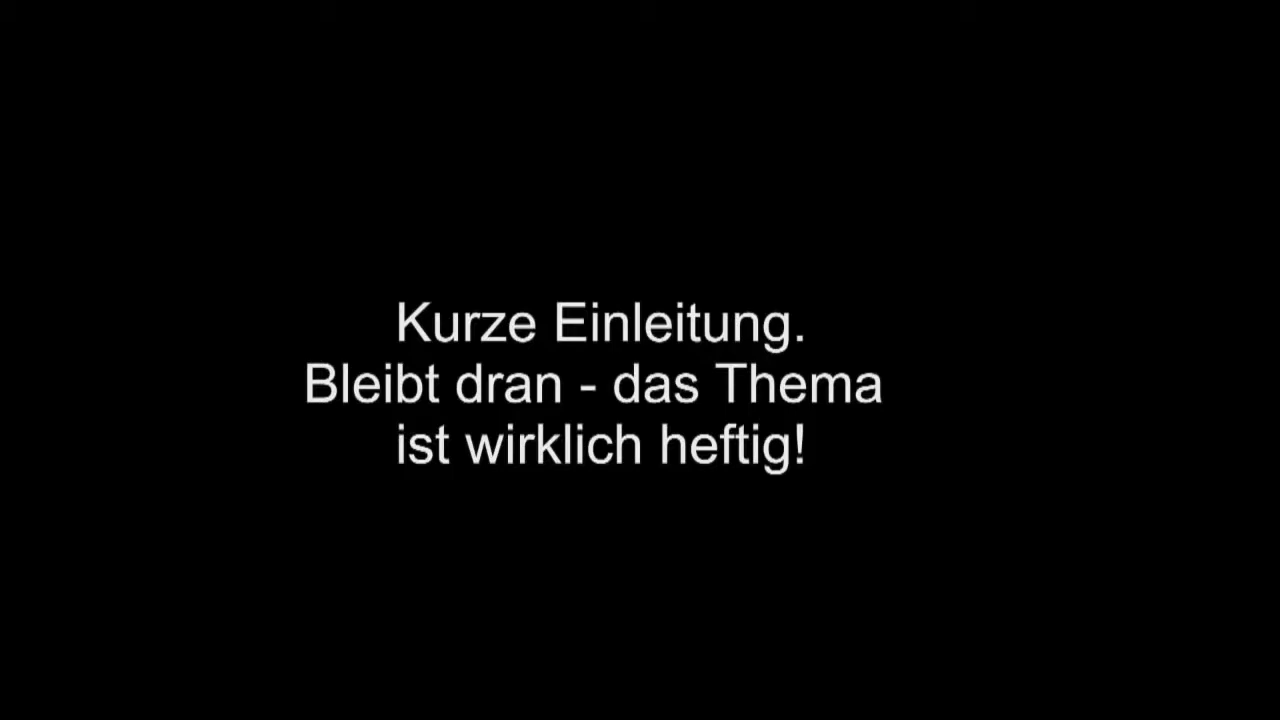 Kurze Einleitung.
Bleibt dran - das Thema
ist wirklich heftig!